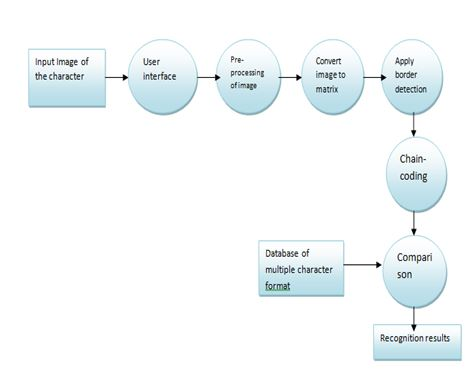 Input Image of
the character
User
interface
Pre-
processing
of image
Convert
image to
matrix
Apply
border
detection
Chain-
coding
Database of
multiple character
format
Compari
son
Recognition results